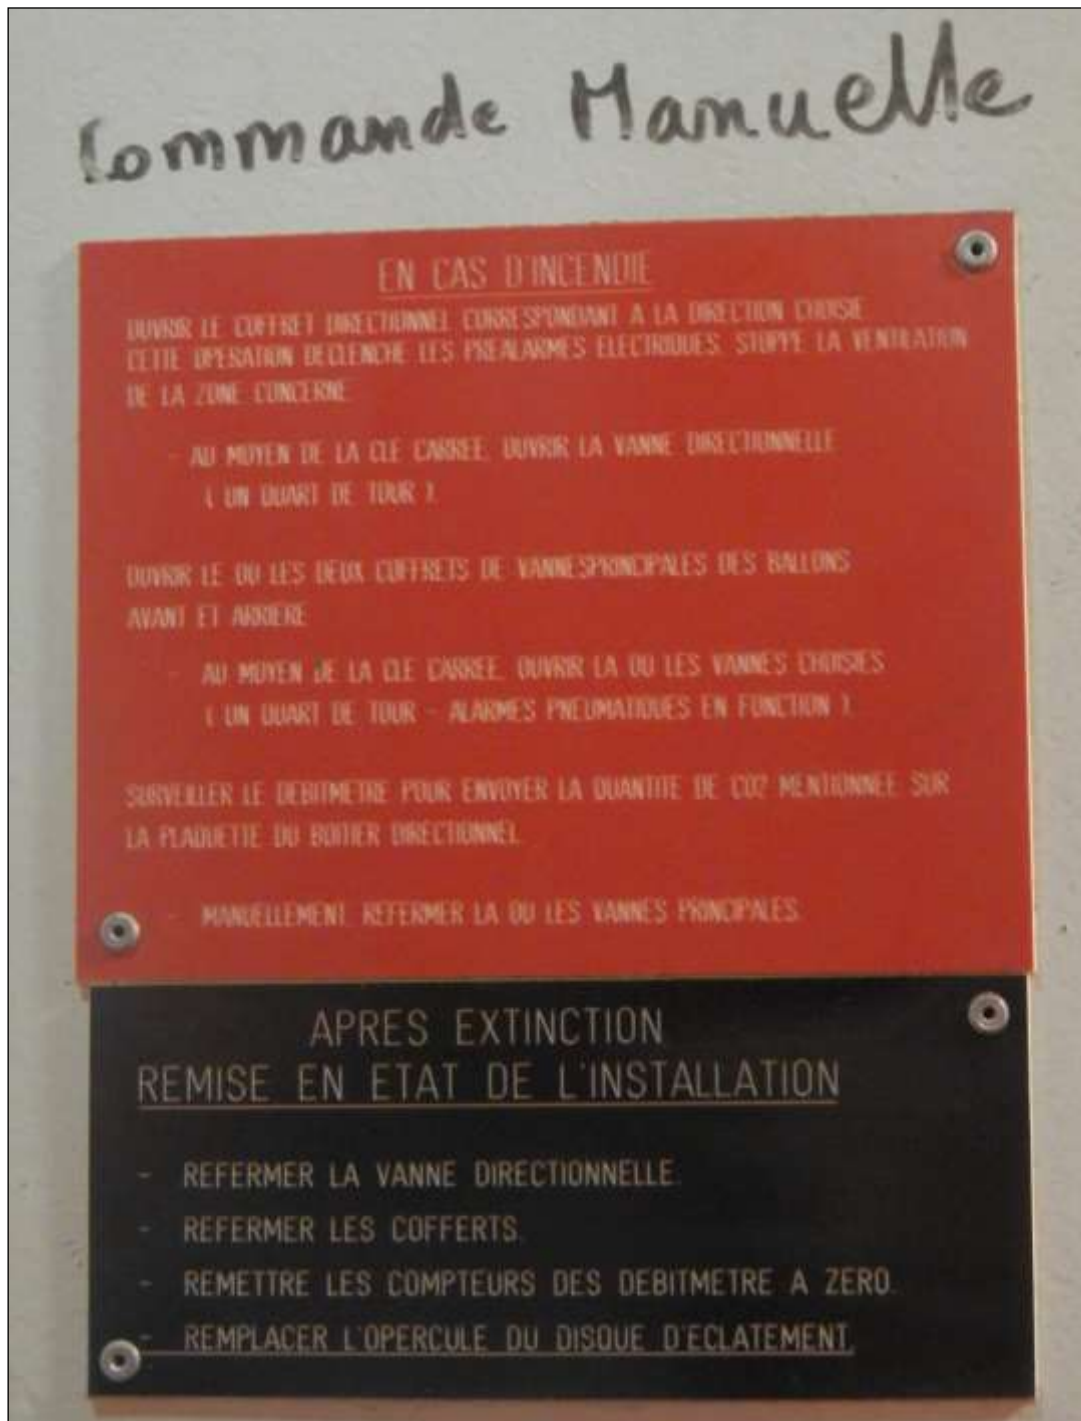 Commande Manuelle
EN CAS D'INCENDIE
OUVRIR LE COFFRET DIRECTIONNEL CORRESPONDANT A LA DIRECTION CHOISIE
CETTE OPERATION DECLENCHE LES PREALARMES ELECTRIQUES. STOPPE LA VENTILATION
DE LA ZONE CONCERNE
- AU MOYEN DE LA CLE CARREE, OUVRIR LA VANNE DIRECTIONNELLE
( UN QUART DE TOUR ).
OUVRIR LE OU LES DEUX COFFRETS DE VANNESPRINCIPALES DES BALLONS
AVANT ET ARRIERE
- AU MOYEN DE LA CLE CARREE, OUVRIR LA OU LES VANNES CHOISIES
( UN QUART DE TOUR - ALARMES PNEUMATIQUES EN FONCTION ).
SURVEILLER LE DEBITMETRE POUR ENVOYER LA QUANTITE DE CO2 MENTIONNEE SUR
LA PLAQUETTE DU BOITIER DIRECTIONNEL.
- MANUELLEMENT, REFERMER LA OU LES VANNES PRINCIPALES.
APRES EXTINCTION
REMISE EN ETAT DE L'INSTALLATION
- REFERMER LA VANNE DIRECTIONNELLE.
- REFERMER LES COFFERTS.
- REMETTRE LES COMPTEURS DES DEBITMETRE A ZERO.
- REMPLACER L'OPERCULE DU DISQUE D'ECLATEMENT.